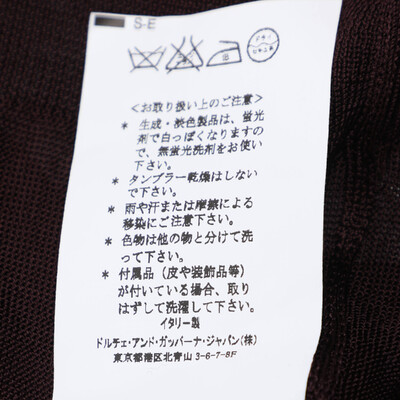 S-E
ドライ
セキユ系
<お取り扱い上のご注意>
* 生成・淡色製品は、蛍光
剤で白っぽくなりますの
で、無蛍光洗剤をお使い
下さい。
* タンブラー乾燥はしない
で下さい。
* 雨や汗または摩擦による
移染にご注意下さい。
* 色物は他の物と分けて洗
って下さい。
* 付属品(皮や装飾品等)
が付いている場合、取り
はずして洗濯して下さい。
イタリー製
ドルチェ・アンド・ガッバーナ・ジャパン(株)
東京都港区北青山 3-6-7-8F